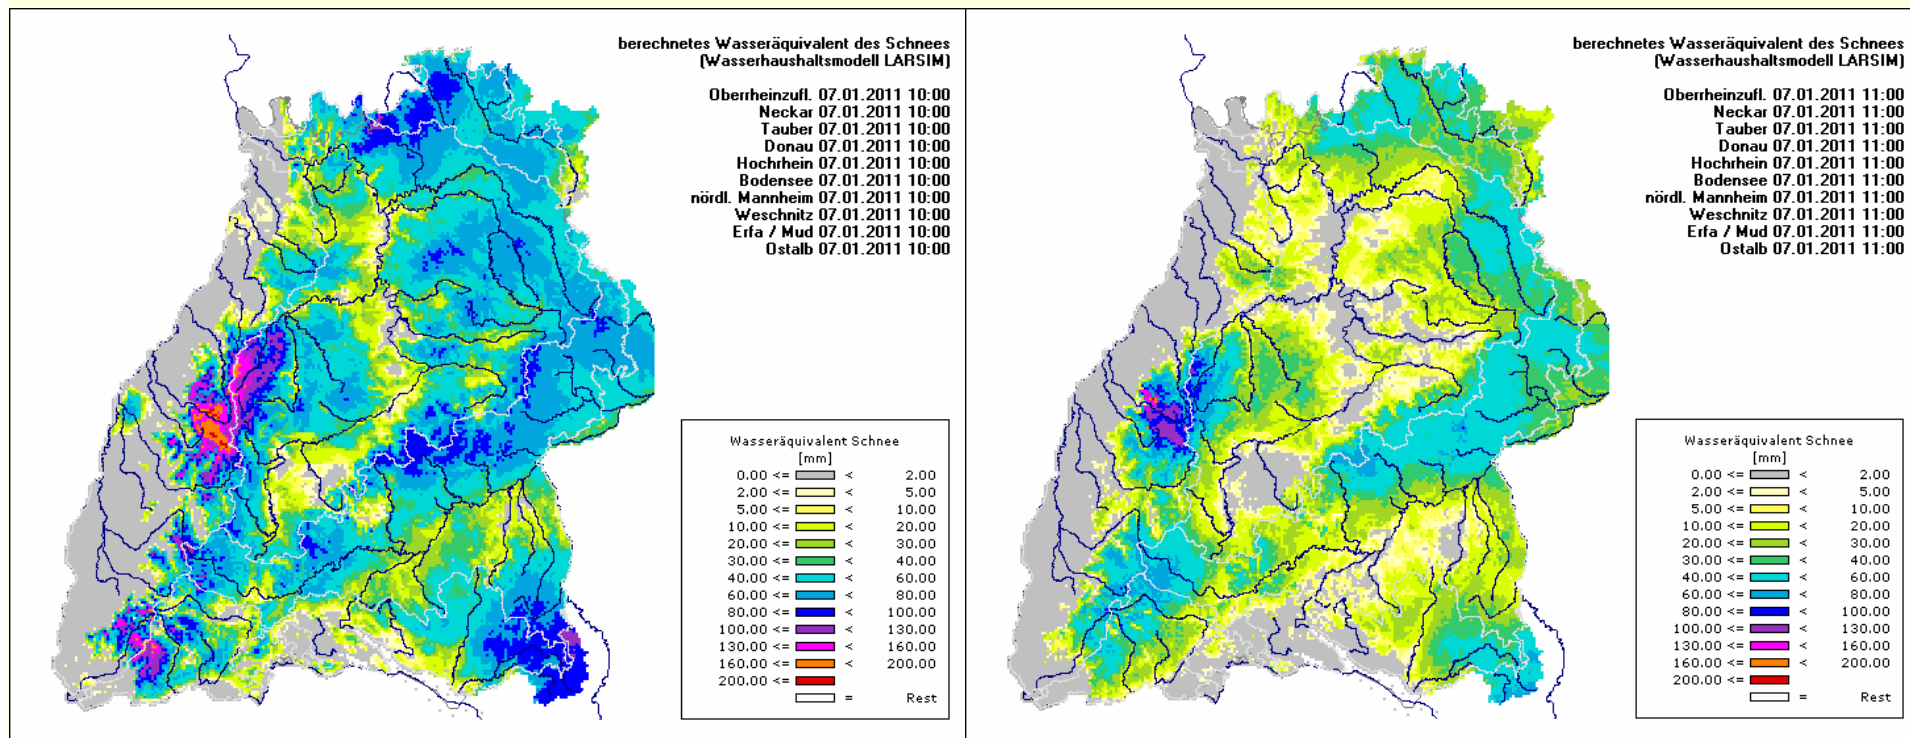 berechnetes Wasseräquivalent des Schnees
(Wasserhaushaltsmodell LARSIM)
Oberrheinzufl. 07.01.2011 10:00
Neckar 07.01.2011 10:00
Tauber 07.01.2011 10:00
Donau 07.01.2011 10:00
Hochrhein 07.01.2011 10:00
Bodensee 07.01.2011 10:00
nördl. Mannheim 07.01.2011 10:00
Weschnitz 07.01.2011 10:00
Erfa / Mud 07.01.2011 10:00
Ostalb 07.01.2011 10:00
Wasseräquivalent Schnee
[mm]
0.00 <= < 2.00
2.00 <= < 5.00
5.00 <= < 10.00
10.00 <= < 20.00
20.00 <= < 30.00
30.00 <= < 40.00
40.00 <= < 60.00
60.00 <= < 80.00
80.00 <= < 100.00
100.00 <= < 130.00
130.00 <= < 160.00
160.00 <= < 200.00
200.00 <=
= Rest
berechnetes Wasseräquivalent des Schnees
(Wasserhaushaltsmodell LARSIM)
Oberrheinzufl. 07.01.2011 11:00
Neckar 07.01.2011 11:00
Tauber 07.01.2011 11:00
Donau 07.01.2011 11:00
Hochrhein 07.01.2011 11:00
Bodensee 07.01.2011 11:00
nördl. Mannheim 07.01.2011 11:00
Weschnitz 07.01.2011 11:00
Erfa / Mud 07.01.2011 11:00
Ostalb 07.01.2011 11:00
Wasseräquivalent Schnee
[mm]
0.00 <= < 2.00
2.00 <= < 5.00
5.00 <= < 10.00
10.00 <= < 20.00
20.00 <= < 30.00
30.00 <= < 40.00
40.00 <= < 60.00
60.00 <= < 80.00
80.00 <= < 100.00
100.00 <= < 130.00
130.00 <= < 160.00
160.00 <= < 200.00
200.00 <=
= Rest